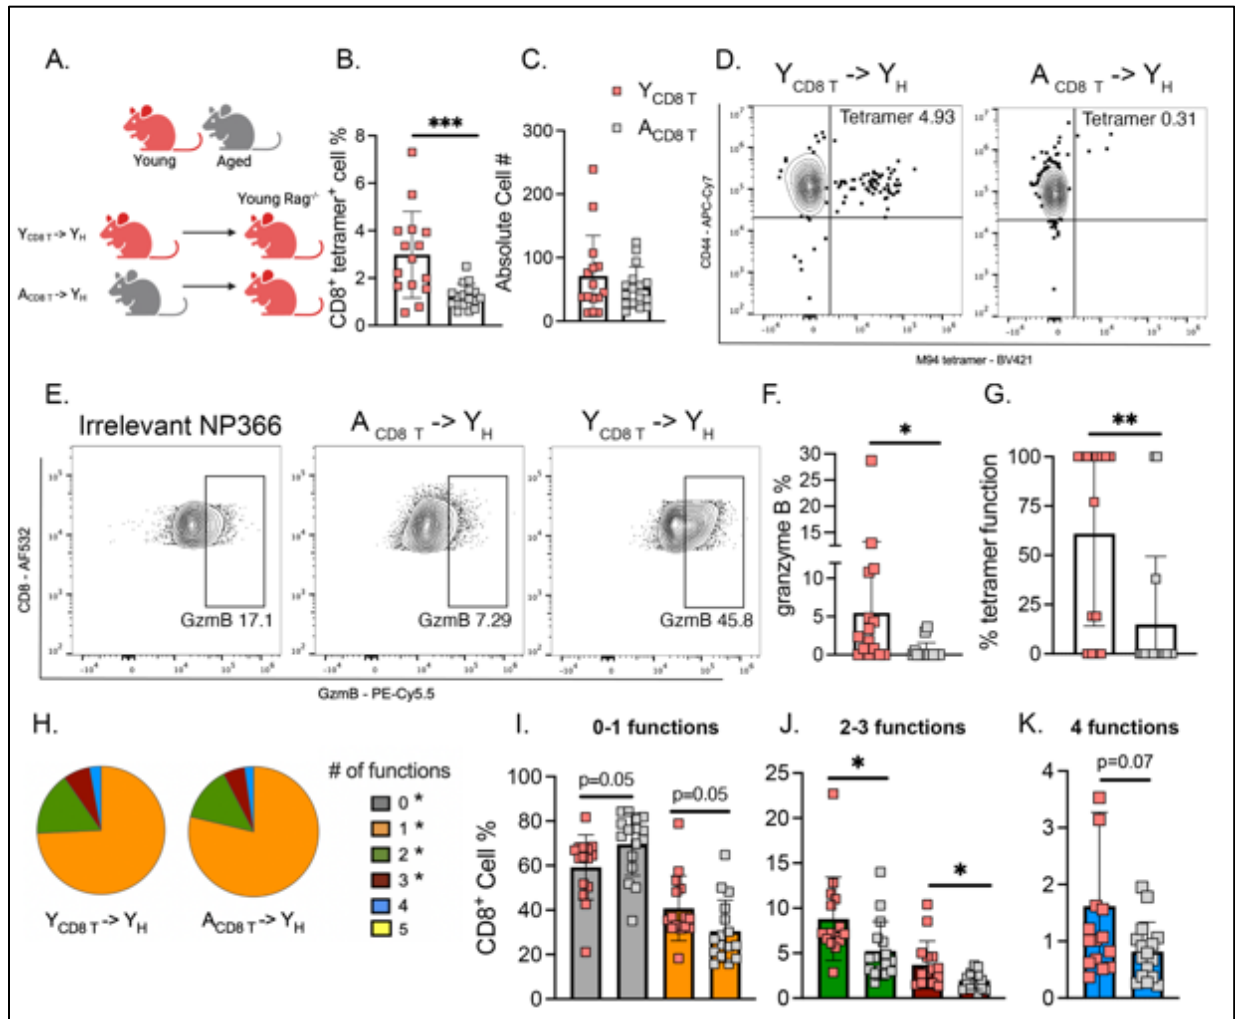 A.
Young
Aged
Young Rag-/-
YCD8 T -> YH
ACD8 T -> YH
B.
***
CD8+ tetramer+ cell %
8
6
4
2
0
C.
YCD8 T
ACD8 T
Absolute Cell #
300
200
100
0
D.
YCD8 T -> YH
ACD8 T -> YH
Tetramer 4.93
Tetramer 0.31
CD44 - APC-Cy7
M94 tetramer - BV421
E.
Irrelevant NP366
ACD8 T -> YH
YCD8 T -> YH
CD8 - AF532
GzmB 17.1
GzmB 7.29
GzmB 45.8
GzmB - PE-Cy5.5
F.
*
granzyme B %
30
25
20
15
10
5
0
G.
**
% tetramer function
100
75
50
25
0
H.
YCD8 T -> YH
ACD8 T -> YH
# of functions
0 *
1 *
2 *
3 *
4
5
I.
0-1 functions
p=0.05
p=0.05
CD8+ Cell %
100
80
60
40
20
0
J.
2-3 functions
*
*
25
20
15
10
5
0
K.
4 functions
p=0.07
4
3
2
1
0